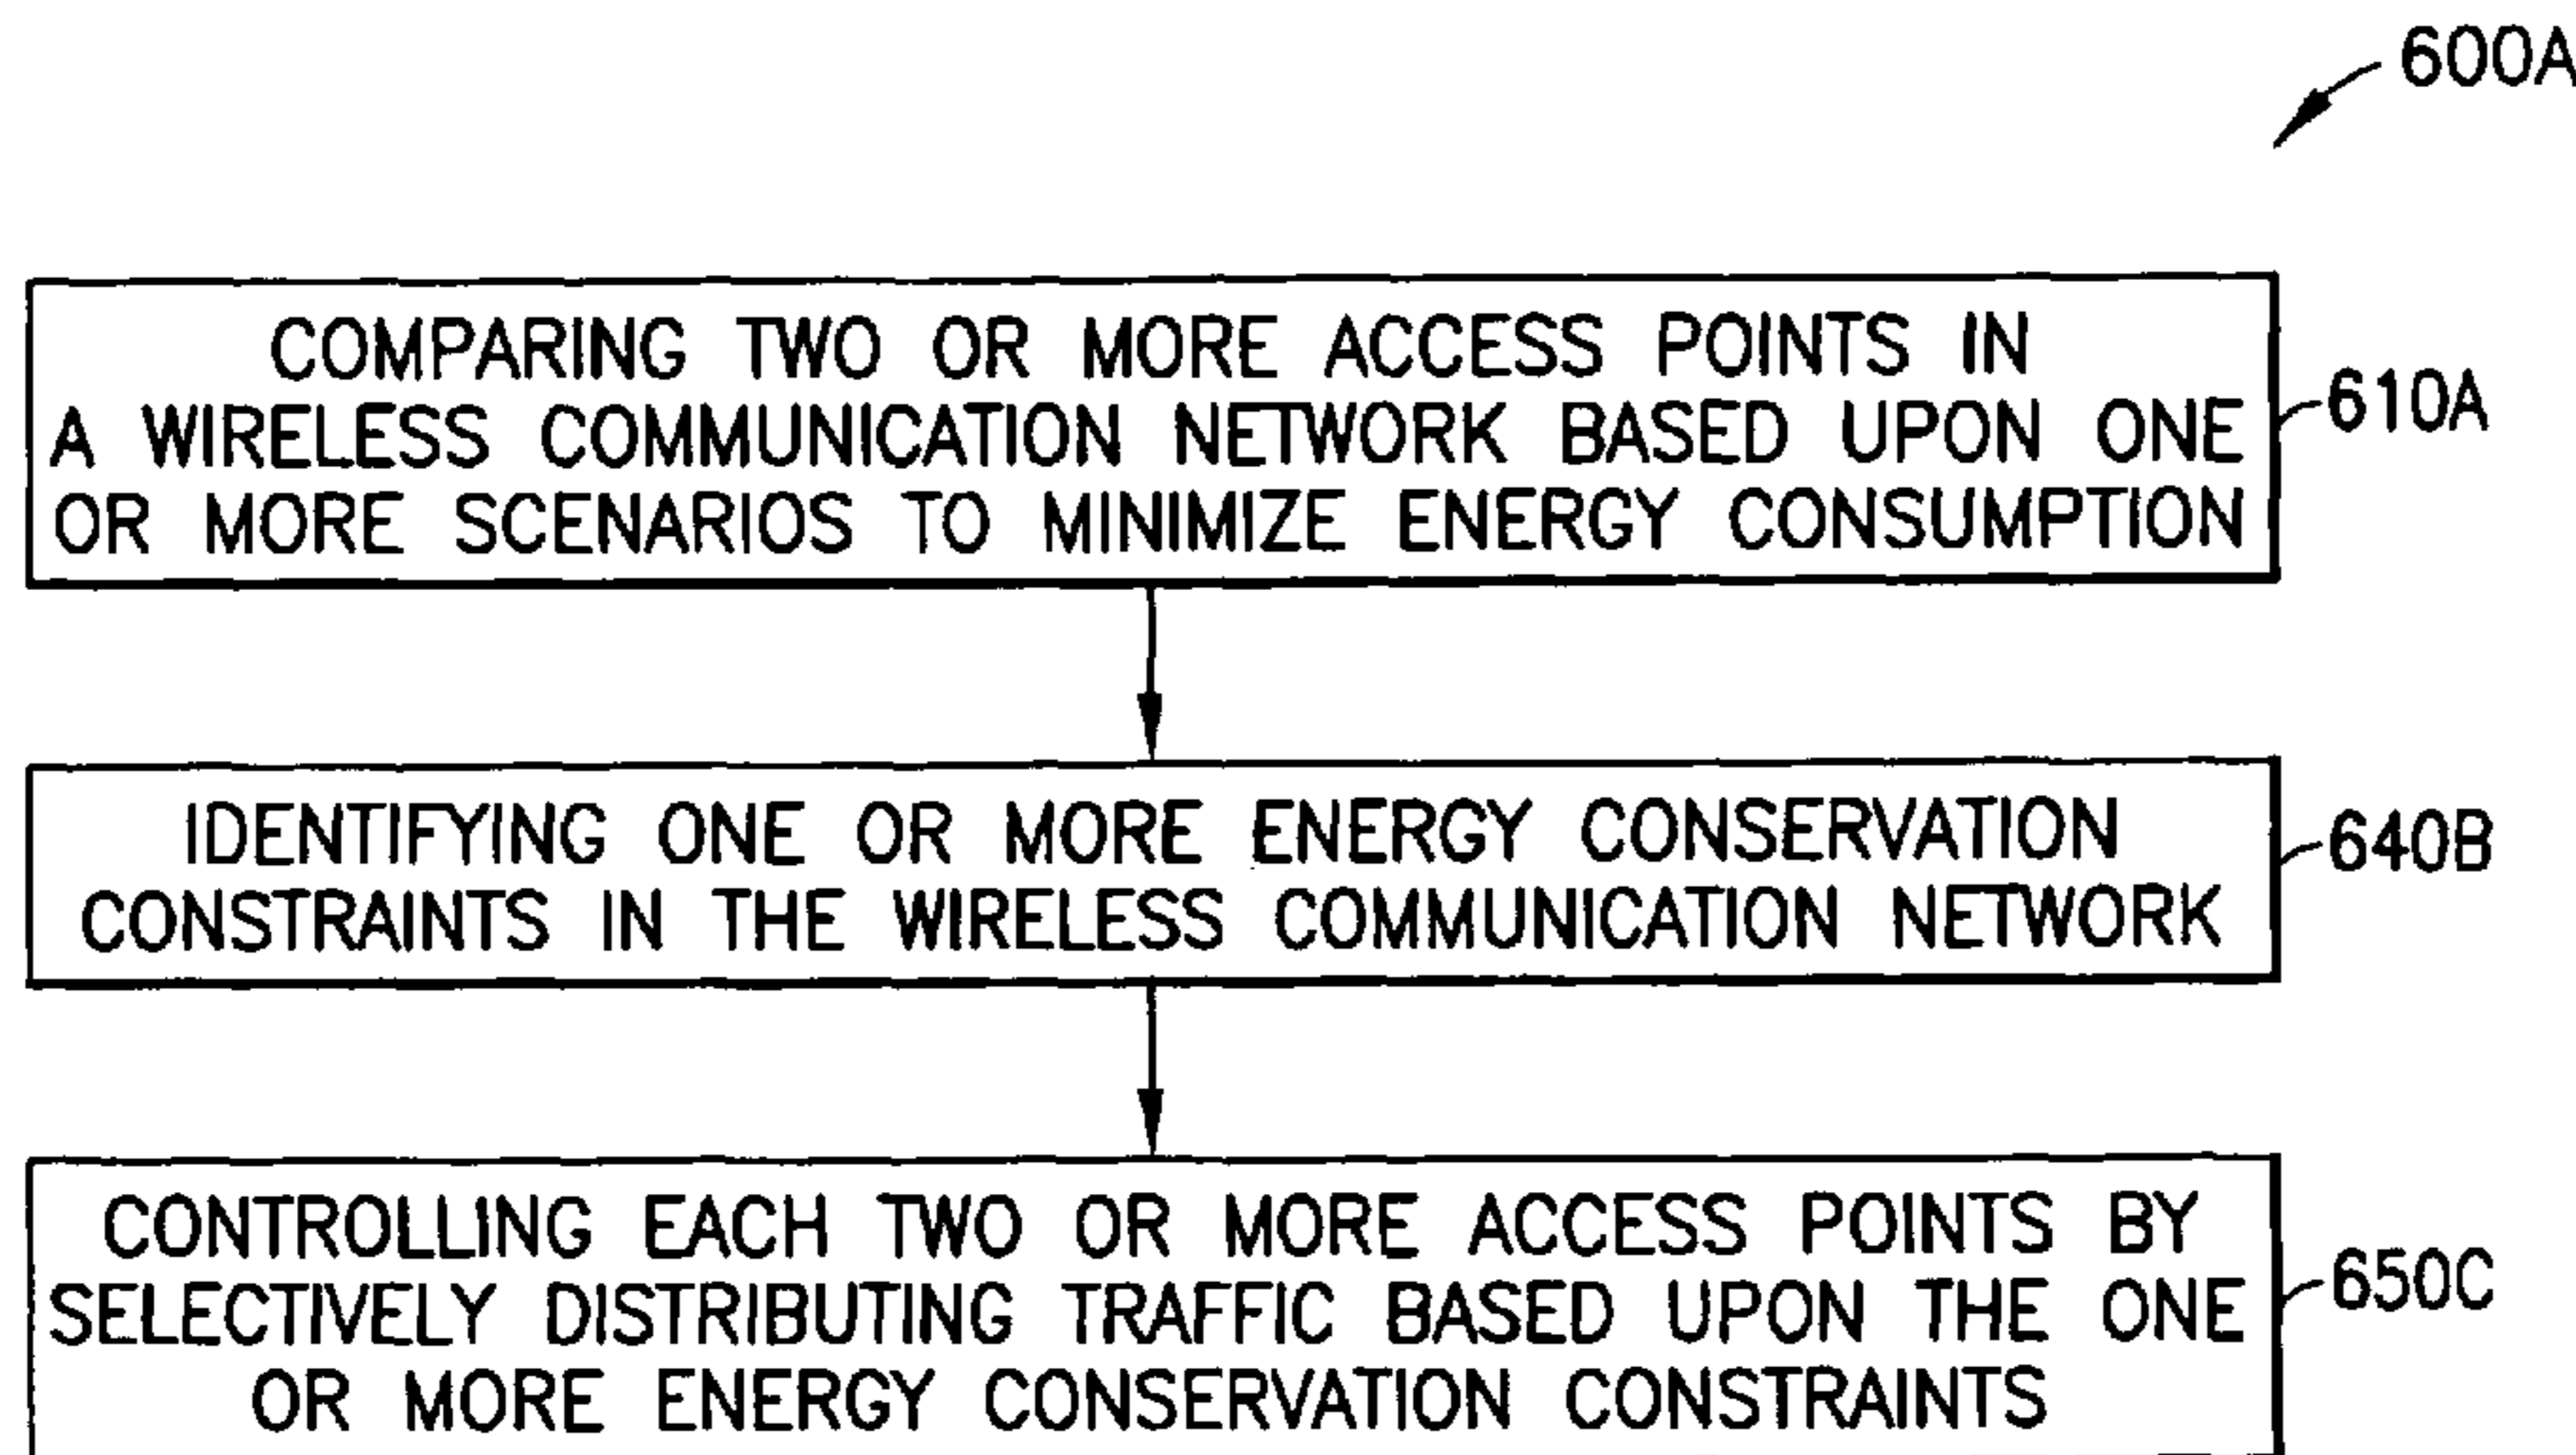 600A
COMPARING TWO OR MORE ACCESS POINTS IN
A WIRELESS COMMUNICATION NETWORK BASED UPON ONE
OR MORE SCENARIOS TO MINIMIZE ENERGY CONSUMPTION
610A
IDENTIFYING ONE OR MORE ENERGY CONSERVATION
CONSTRAINTS IN THE WIRELESS COMMUNICATION NETWORK
640B
CONTROLLING EACH TWO OR MORE ACCESS POINTS BY
SELECTIVELY DISTRIBUTING TRAFFIC BASED UPON THE ONE
OR MORE ENERGY CONSERVATION CONSTRAINTS
650C